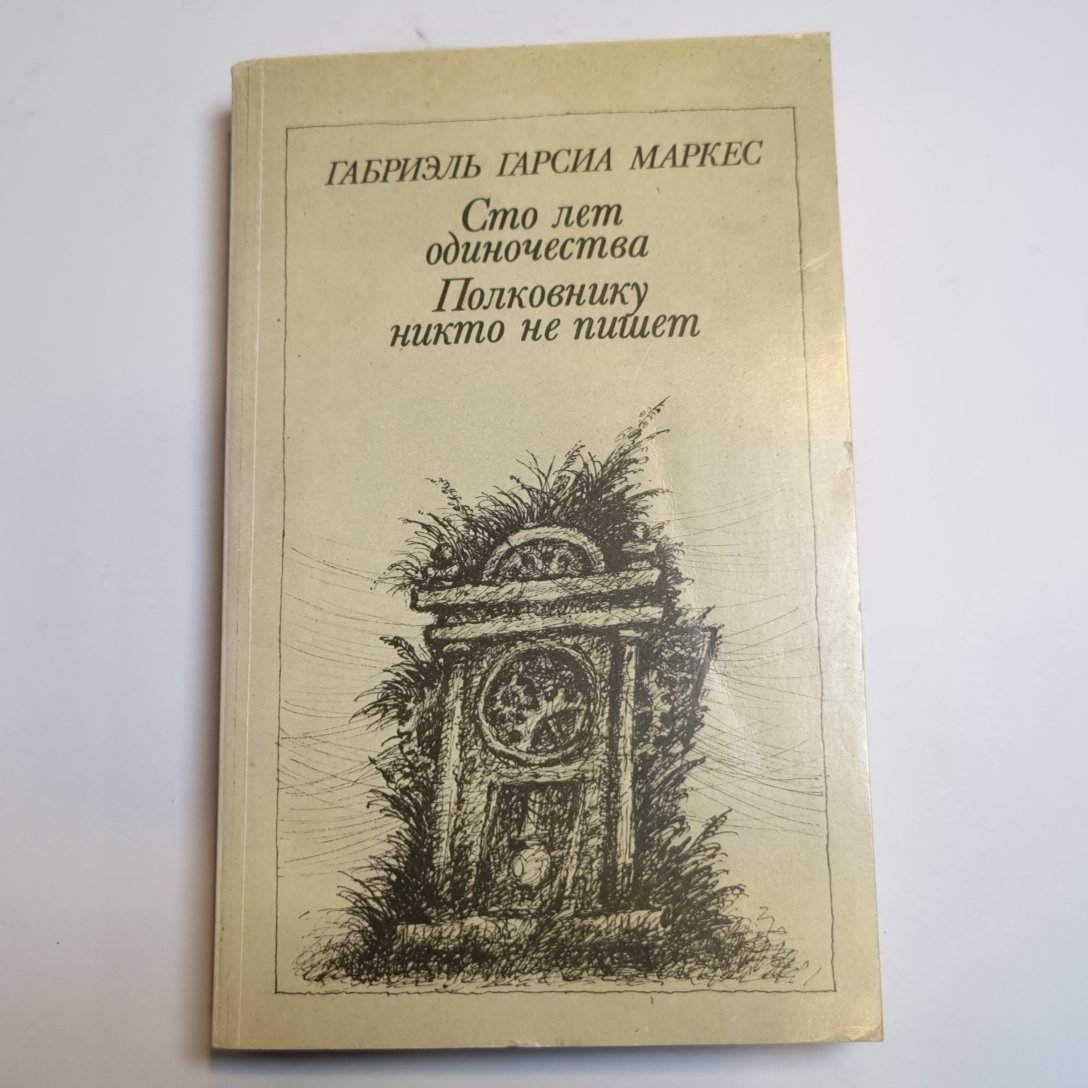 ГАБРИЭЛЬ ГАРСИА МАРКЕС
Сто лет
одиночества
Полковнику
никто не пишет